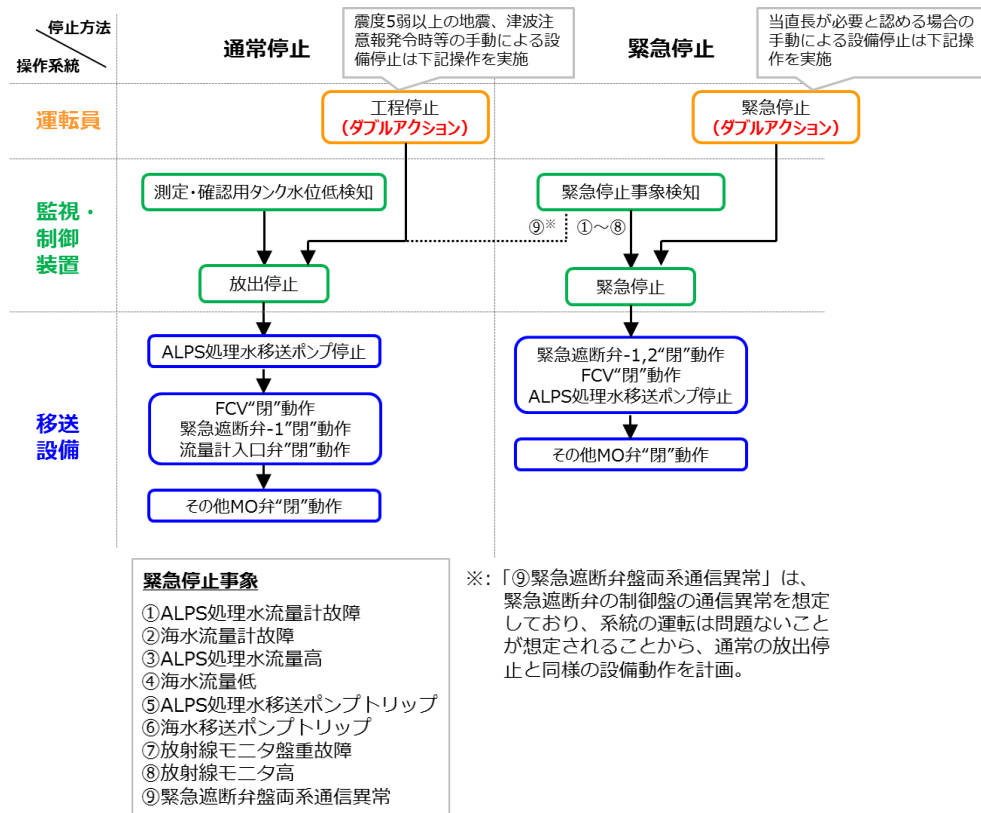 停止方法
操作系統
通常停止
震度5弱以上の地震、津波注
意報発令時等の手動による設
備停止は下記操作を実施
緊急停止
当直長が必要と認める場合の
手動による設備停止は下記操
作を実施
運転員
工程停止
（ダブルアクション）
緊急停止
（ダブルアクション）
監視・
制御
装置
測定・確認用タンク水位低検知
緊急停止事象検知
⑨※
①～⑧
放出停止
緊急停止
移送
設備
ALPS処理水移送ポンプ停止
FCV“閉”動作
緊急遮断弁-1”閉”動作
流量計入口弁”閉”動作
その他MO弁“閉”動作
緊急遮断弁-1,2“閉”動作
FCV“閉”動作
ALPS処理水移送ポンプ停止
その他MO弁“閉”動作
緊急停止事象
①ALPS処理水流量計故障
②海水流量計故障
③ALPS処理水流量高
④海水流量低
⑤ALPS処理水移送ポンプトリップ
⑥海水移送ポンプトリップ
⑦放射線モニタ盤重故障
⑧放射線モニタ高
⑨緊急遮断弁盤両系通信異常
※:「⑨緊急遮断弁盤両系通信異常」は、
緊急遮断弁の制御盤の通信異常を想定
しており、系統の運転は問題ないこと
が想定されることから、通常の放出停
止と同様の設備動作を計画。